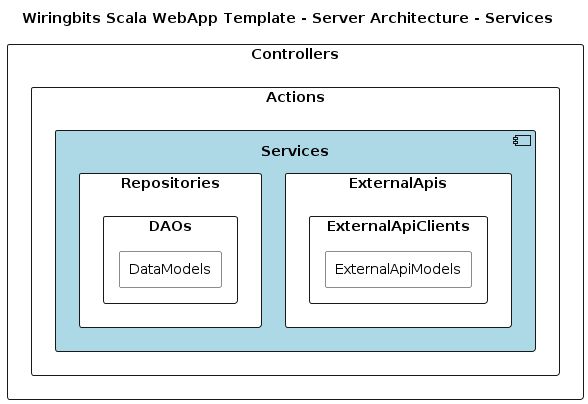 Wiringbits Scala WebApp Template - Server Architecture - Services
Controllers
Actions
Services
Repositories
ExternalApis
DAOs
ExternalApiClients
DataModels
ExternalApiModels